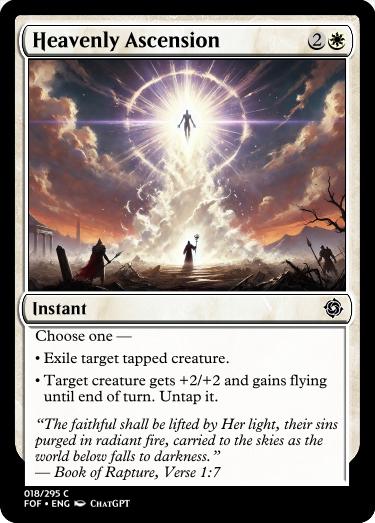 Heavenly Ascension 2
Instant
Choose one —
• Exile target tapped creature.
• Target creature gets +2/+2 and gains flying
until end of turn. Untap it.
“The faithful shall be lifted by Her light, their sins
purged in radiant fire, carried to the skies as the
world below falls to darkness.”
— Book of Rapture, Verse 1:7
018/295 C
FOF • ENG ChatGPT